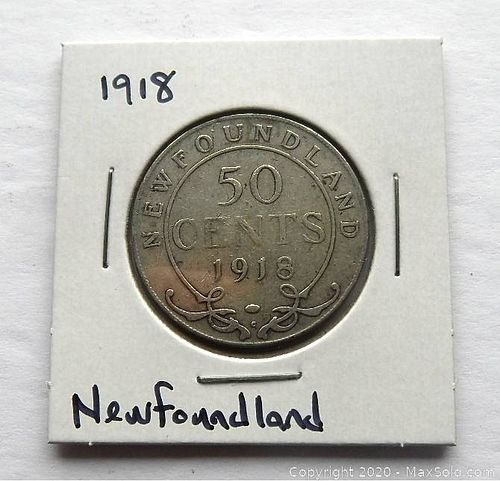 1918
NEWFOUNDLAND
50
CENTS
1918
C
Newfoundland
Copyright 2020 - MaxSold.com